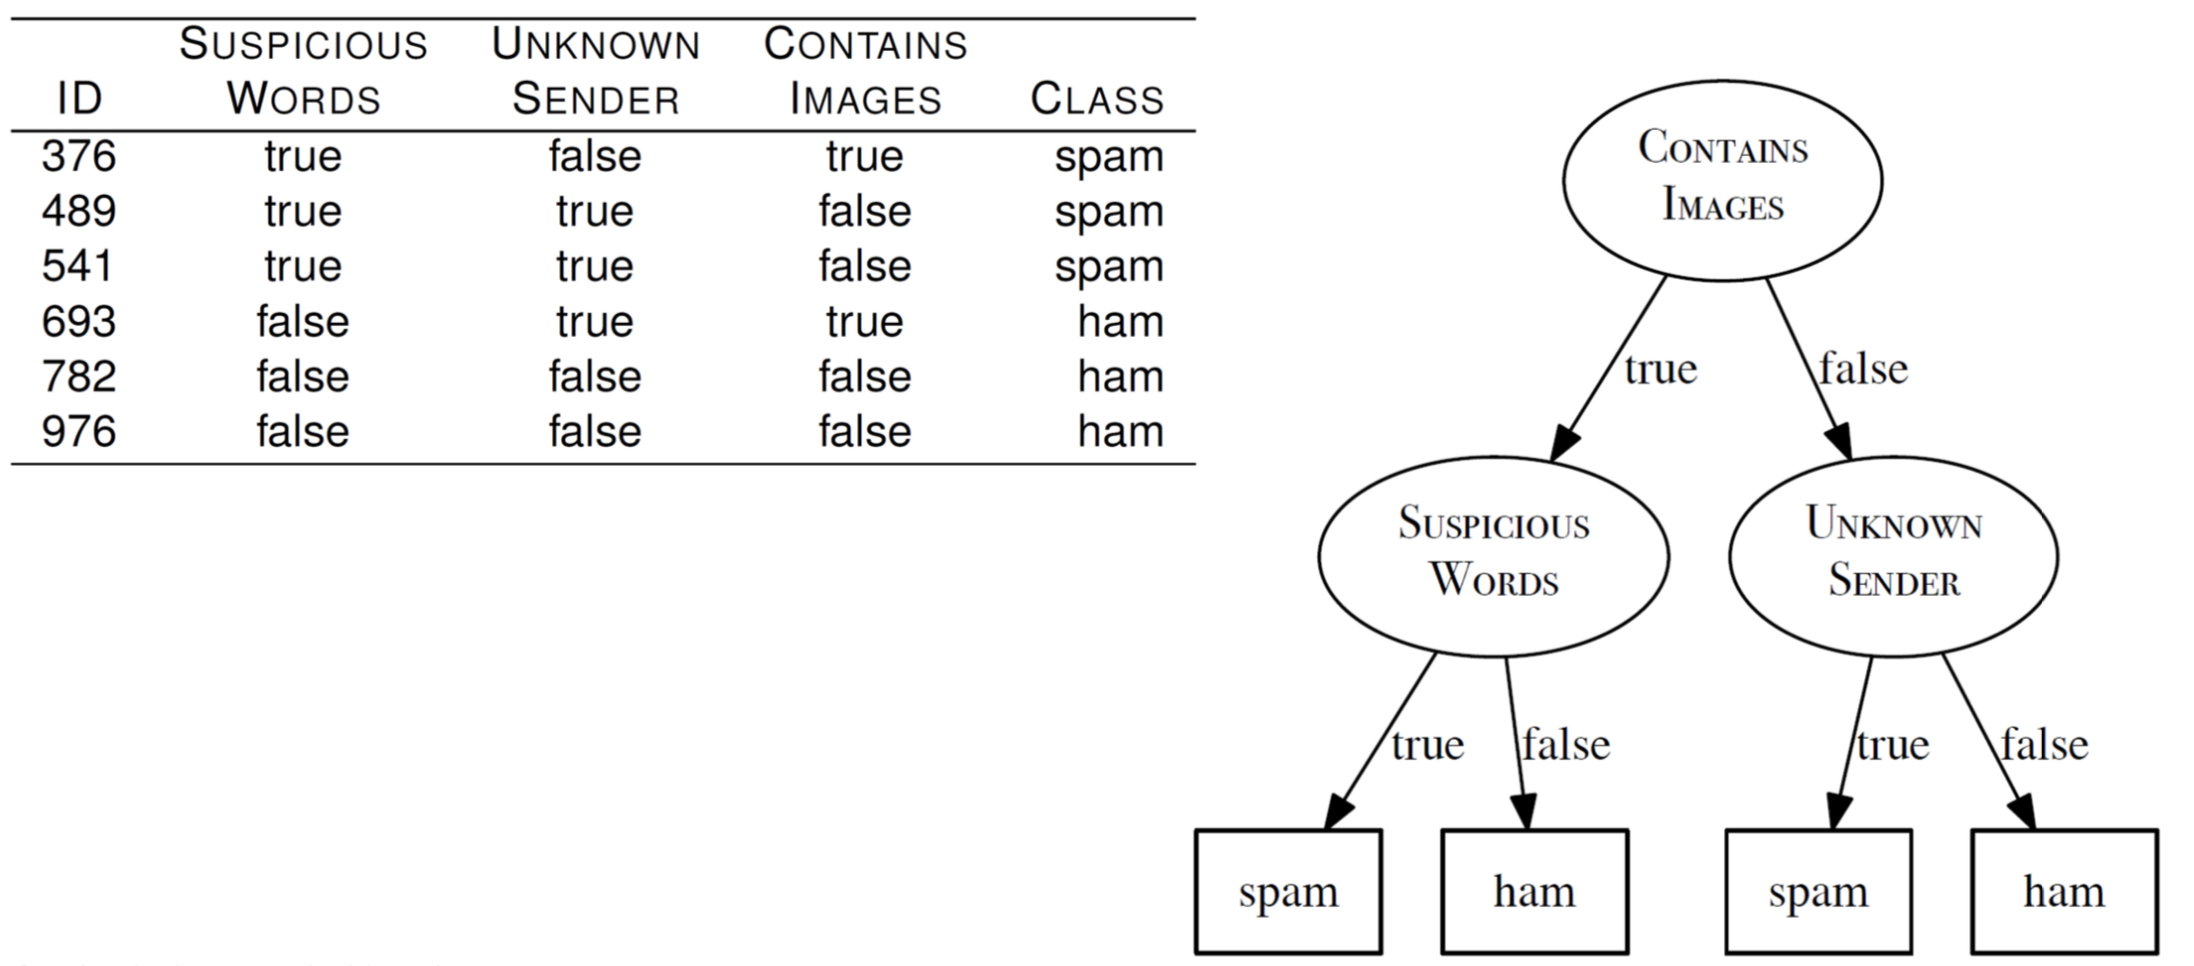 SUSPICIOUS UNKNOWN CONTAINS
ID WORDS SENDER IMAGES CLASS
376 true false true spam
489 true true false spam
541 true true false spam
693 false true true ham
782 false false false ham
976 false false false ham
CONTAINS
IMAGES
true false
SUSPICIOUS
WORDS
UNKNOWN
SENDER
true false true false
spam ham spam ham